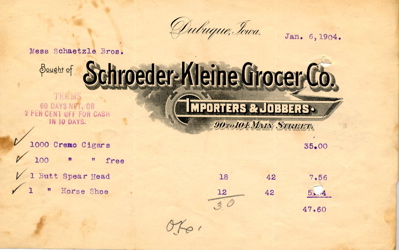 Dubuque, Iowa. Jan. 6, 1904.
Mess Schaetzle Bros.
Bought of Schroeder-Kleine Grocer Co.
IMPORTERS & JOBBERS.
90 TO 104 MAIN STREET.
TERMS
60 DAYS NET, OR
3 PER CENT OFF FOR CASH
IN 10 DAYS.
1000 Cremo Cigars 35.00
100 " " free
1 Butt Spear Head 18 42 7.56
1 " Horse Shoe 12 42 5.04
30 47.60